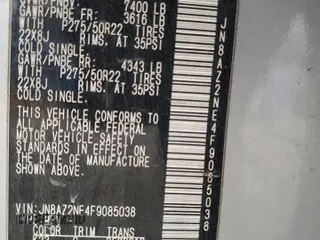 GVWR/PNBV: 7400 LB
GAWR/PNBE FR: 3616 LB
WITH P275/50R22 TIRES
22X8J RIMS, AT 35PSI
COLD SINGLE.
GAWR/PNBE RR: 4343 LB
WITH P275/50R22 TIRES
22X8J RIMS, AT 35PSI
COLD SINGLE.
THIS VEHICLE CONFORMS TO
ALL APPLICABLE FEDERAL
MOTOR VEHICLE SAFETY
STANDARDS IN EFFECT ON
THE DATE OF MANUFACTURE
SHOWN ABOVE.
VIN:JN8AZ2NE4F9085038
COLOR TRIM TRANS
JN8AZ2NE4F9085038